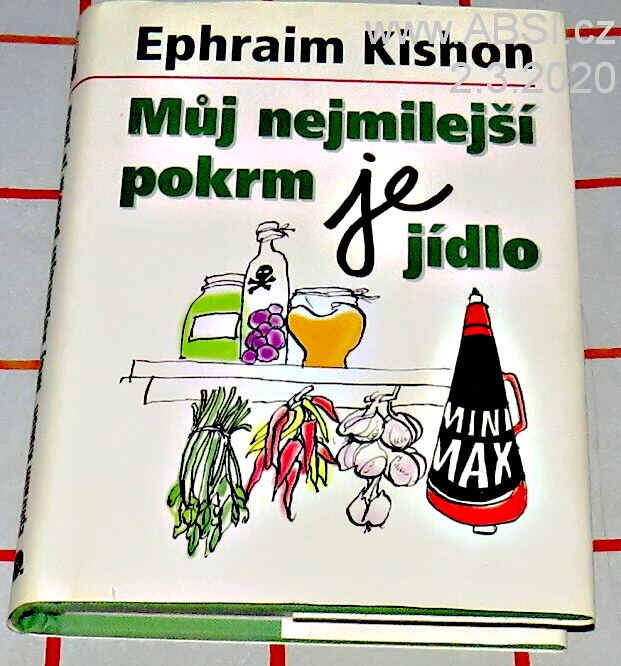 www.ABSI.cz
2.3.2020
Ephraim Kishon
Můj nejmilejší
pokrm je
jídlo
MINI
MAX